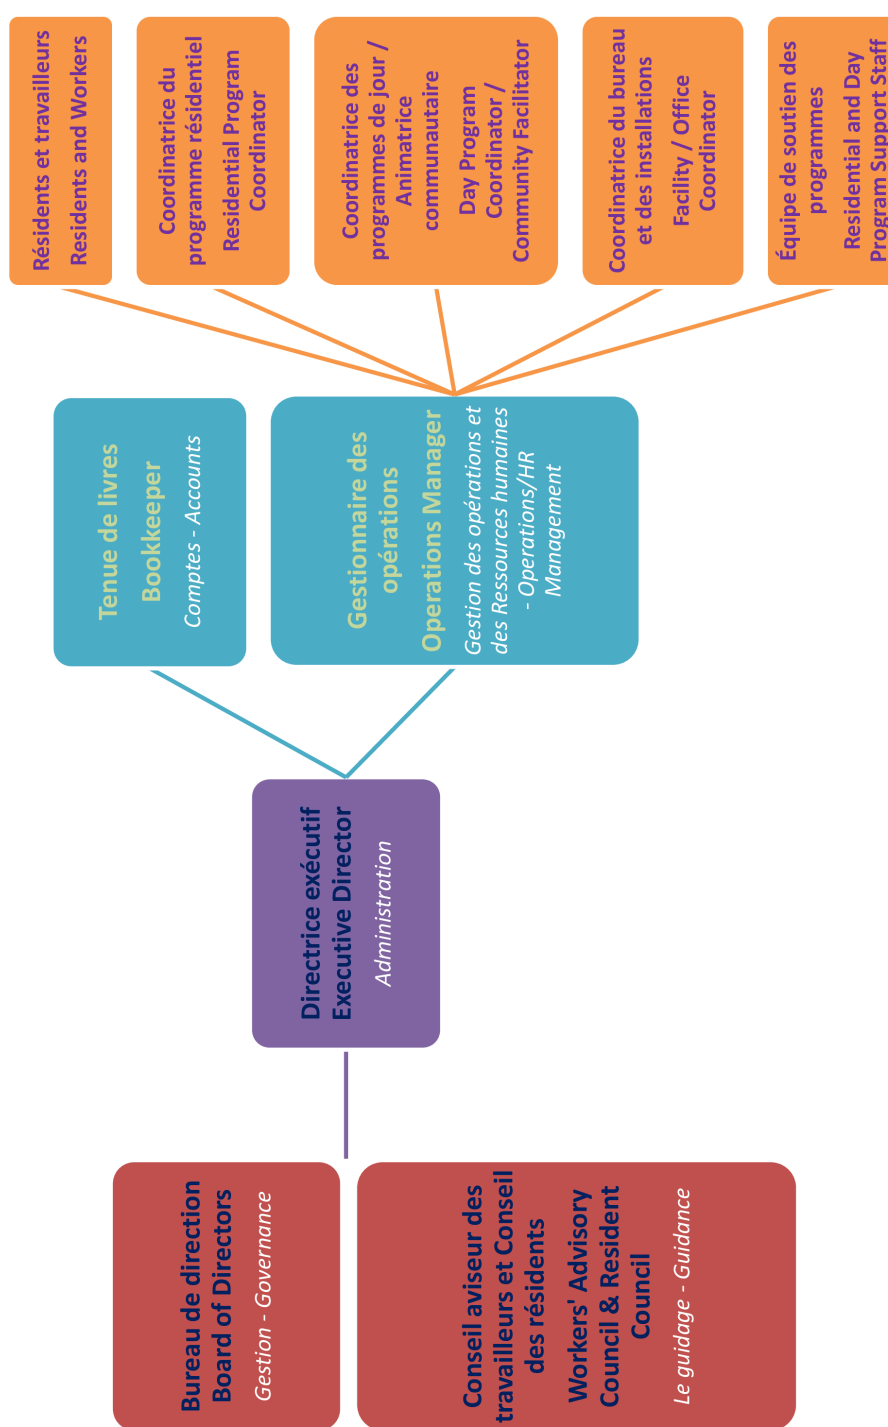 Bureau de direction
Board of Directors
Gestion - Governance
Conseil aviseur des
travailleurs et Conseil
des résidents
Workers' Advisory
Council & Resident
Council
Le guidage - Guidance
Directrice exécutif
Executive Director
Administration
Tenue de livres
Bookkeeper
Comptes - Accounts
Gestionnaire des
opérations
Operations Manager
Gestion des opérations et
des Ressources humaines
- Operations/HR
Management
Résidents et travailleurs
Residents and Workers
Coordinatrice du
programme résidentiel
Residential Program
Coordinator
Coordinatrice des
programmes de jour /
Animatrice
communautaire
Day Program
Coordinator /
Community Facilitator
Coordinatrice du bureau
et des installations
Facility / Office
Coordinator
Équipe de soutien des
programmes
Residential and Day
Program Support Staff